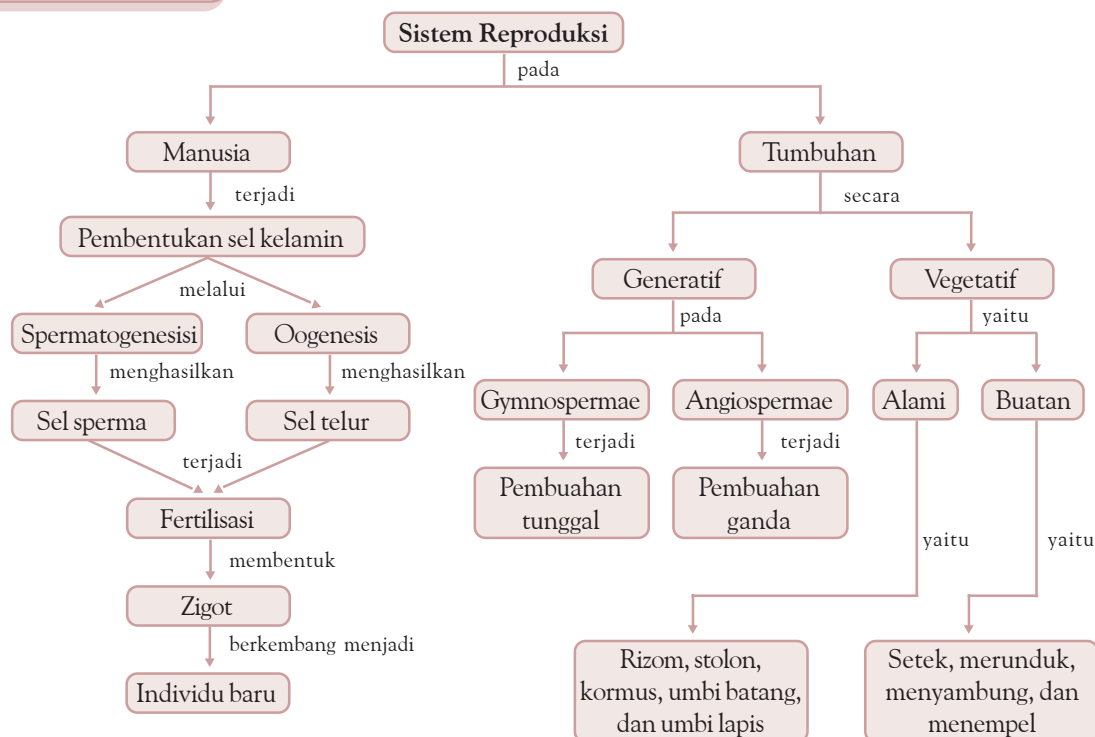 Sistem Reproduksi
pada
Manusia
Tumbuhan
terjadi
secara
Pembentukan sel kelamin
Generatif
Vegetatif
melalui
pada
yaitu
Spermatogenesisi
Oogenesis
menghasilkan
menghasilkan
Gymnospermae
Angiospermae
Alami
Buatan
Sel sperma
Sel telur
terjadi
terjadi
terjadi
Pembuahan
tunggal
Pembuahan
ganda
Fertilisasi
yaitu
yaitu
membentuk
Zigot
berkembang menjadi
Rizom, stolon,
kormus, umbi batang,
dan umbi lapis
Setek, merunduk,
menyambung, dan
menempel
Individu baru